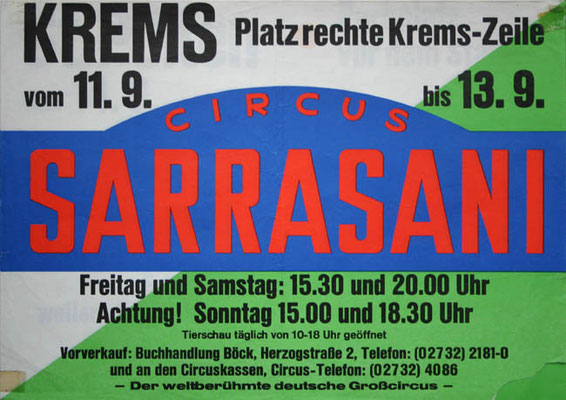 KREMS Platz rechte Krems-Zeile
vom 11. 9. bis 13. 9.
CIRCUS
SARRASANI
Freitag und Samstag: 15.30 und 20.00 Uhr
Achtung! Sonntag 15.00 und 18.30 Uhr
Tierschau täglich von 10-18 Uhr geöffnet
Vorverkauf: Buchhandlung Böck, Herzogstraße 2, Telefon: (02732) 2181-0
und an den Circuskassen, Circus-Telefon: (02732) 4086
– Der weltberühmte deutsche Großcircus –